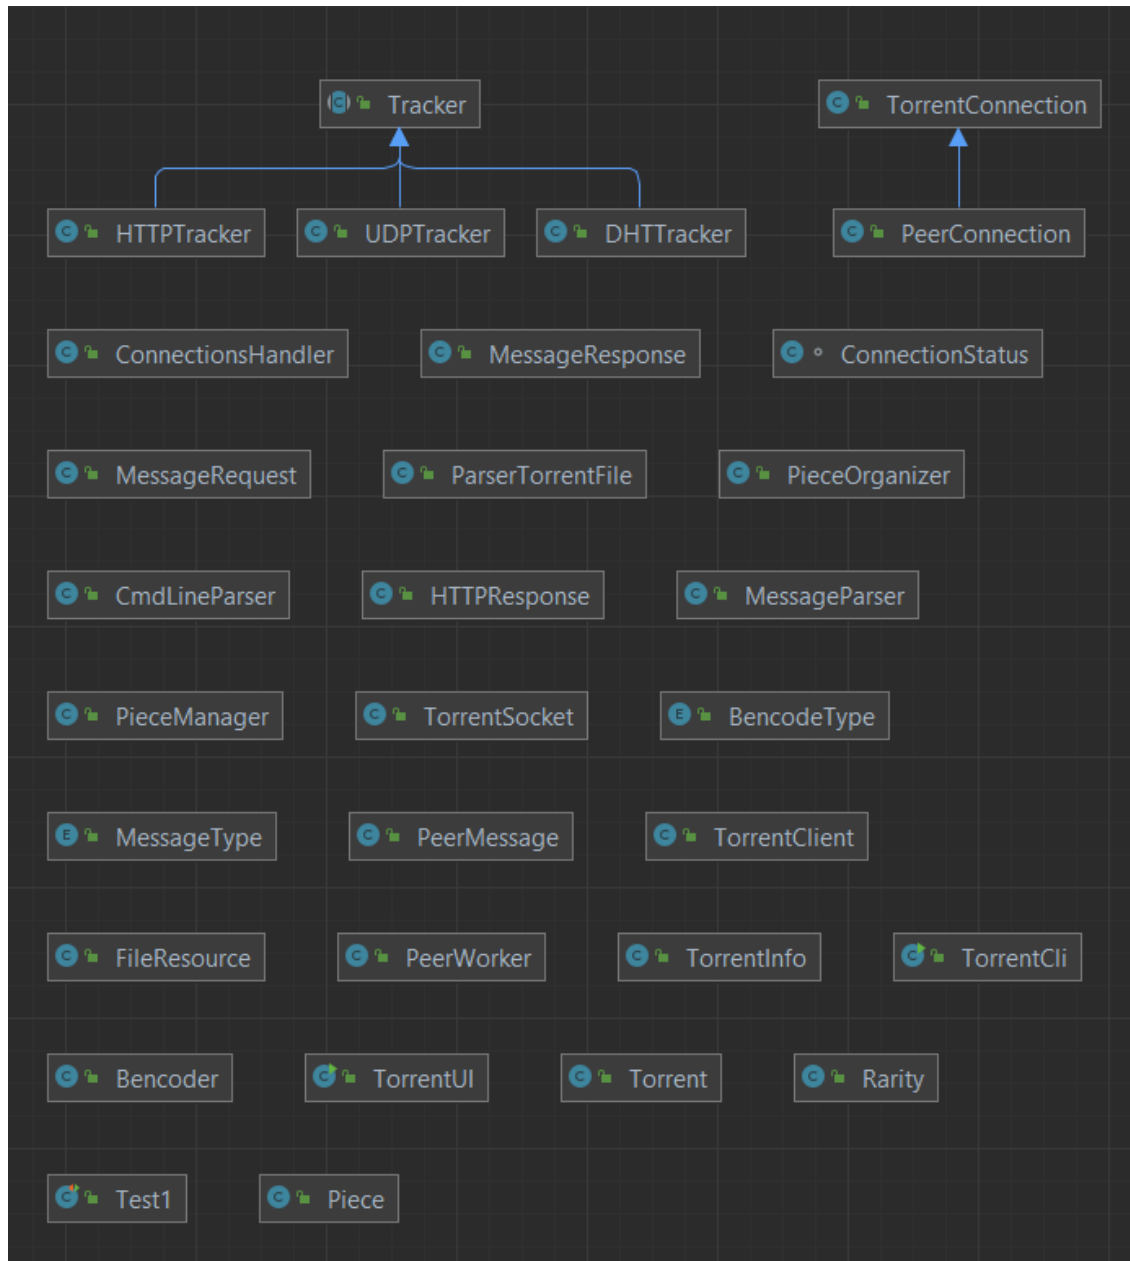 Tracker TorrentConnection
HTTPTracker UDPTracker DHTTracker PeerConnection
ConnectionsHandler MessageResponse ConnectionStatus
MessageRequest ParserTorrentFile PieceOrganizer
CmdLineParser HTTPResponse MessageParser
PieceManager TorrentSocket BencodeType
MessageType PeerMessage TorrentClient
FileResource PeerWorker TorrentInfo TorrentCli
Bencoder TorrentUI Torrent Rarity
Test1 Piece